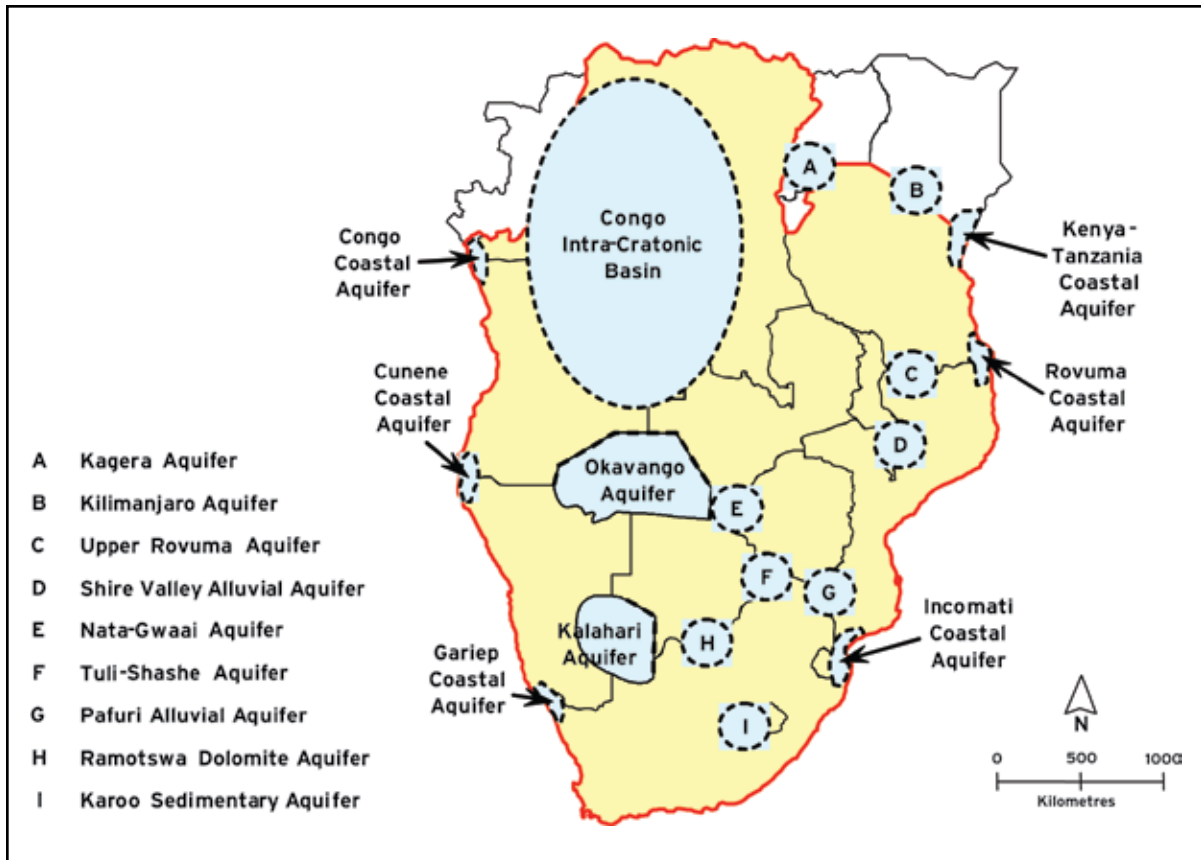 A
B
Congo
Intra-Cratonic
Basin
Congo
Coastal
Aquifer
Kenya-
Tanzania
Coastal
Aquifer
Cunene
Coastal
Aquifer
C
Rovuma
Coastal
Aquifer
D
Okavango
Aquifer
E
F
G
Kalahari
Aquifer
H
Incomati
Coastal
Aquifer
Gariep
Coastal
Aquifer
I
A Kagera Aquifer
B Kilimanjaro Aquifer
C Upper Rovuma Aquifer
D Shire Valley Alluvial Aquifer
E Nata-Gwaai Aquifer
F Tuli-Shashe Aquifer
G Pafuri Alluvial Aquifer
H Ramotswa Dolomite Aquifer
I Karoo Sedimentary Aquifer
N
0 500
Kilometres